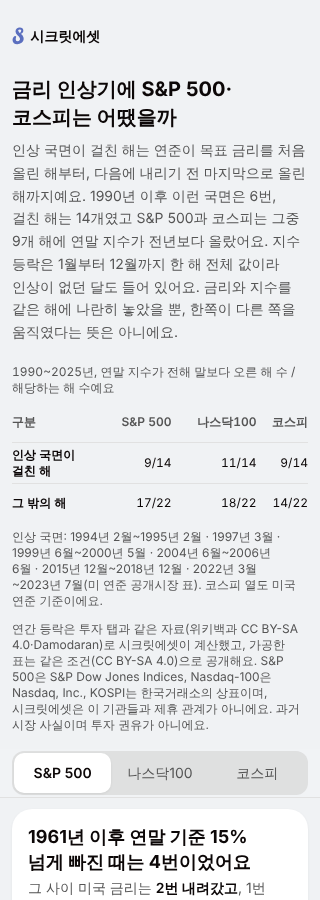 시크릿에셋
금리 인상기에 S&P 500·
코스피는 어땠을까
인상 국면이 걸친 해는 연준이 목표 금리를 처음
올린 해부터, 다음에 내리기 전 마지막으로 올린
해까지예요. 1990년 이후 이런 국면은 6번,
걸친 해는 14개였고 S&P 500과 코스피는 그중
9개 해에 연말 지수가 전년보다 올랐어요. 지수
등락은 1월부터 12월까지 한 해 전체 값이라
인상이 없던 달도 들어 있어요. 금리와 지수를
같은 해에 나란히 놓았을 뿐, 한쪽이 다른 쪽을
움직였다는 뜻은 아니에요.
1990~2025년, 연말 지수가 전해 말보다 오른 해 수 /
해당하는 해 수예요
구분 S&P 500 나스닥100 코스피
인상 국면이
걸친 해 9/14 11/14 9/14
그 밖의 해 17/22 18/22 14/22
인상 국면: 1994년 2월~1995년 2월 · 1997년 3월 ·
1999년 6월~2000년 5월 · 2004년 6월~2006년
6월 · 2015년 12월~2018년 12월 · 2022년 3월
~2023년 7월(미 연준 공개시장 표). 코스피 열도 미국
연준 기준이에요.
연간 등락은 투자 탭과 같은 자료(위키백과 CC BY-SA
4.0·Damodaran)로 시크릿에셋이 계산했고, 가공한
표는 같은 조건(CC BY-SA 4.0)으로 공개해요. S&P
500은 S&P Dow Jones Indices, Nasdaq-100은
Nasdaq, Inc., KOSPI는 한국거래소의 상표이며,
시크릿에셋은 이 기관들과 제휴 관계가 아니에요. 과거
시장 사실이며 투자 권유가 아니에요.
S&P 500 나스닥100 코스피
1961년 이후 연말 기준 15%
넘게 빠진 때는 4번이었어요
그 사이 미국 금리는 2번 내려갔고, 1번